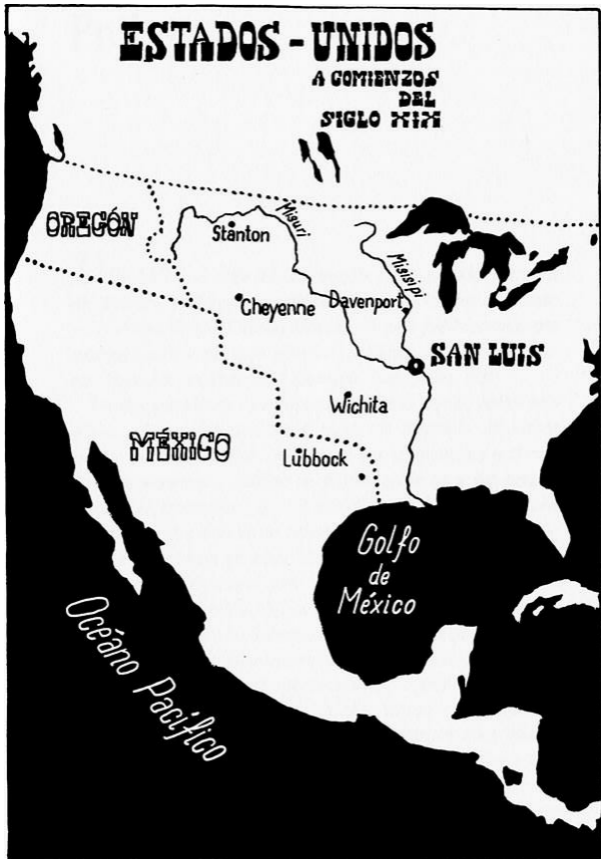 ESTADOS-UNIDOS
A COMIENZOS
DEL
SIGLO XIX
OREGÓN
Stanton
Misuri
Misisipi
Cheyenne
Davenport
SAN LUIS
Wichita
MÉXICO
Lubbock
Golfo
de
México
Océano Pacífico